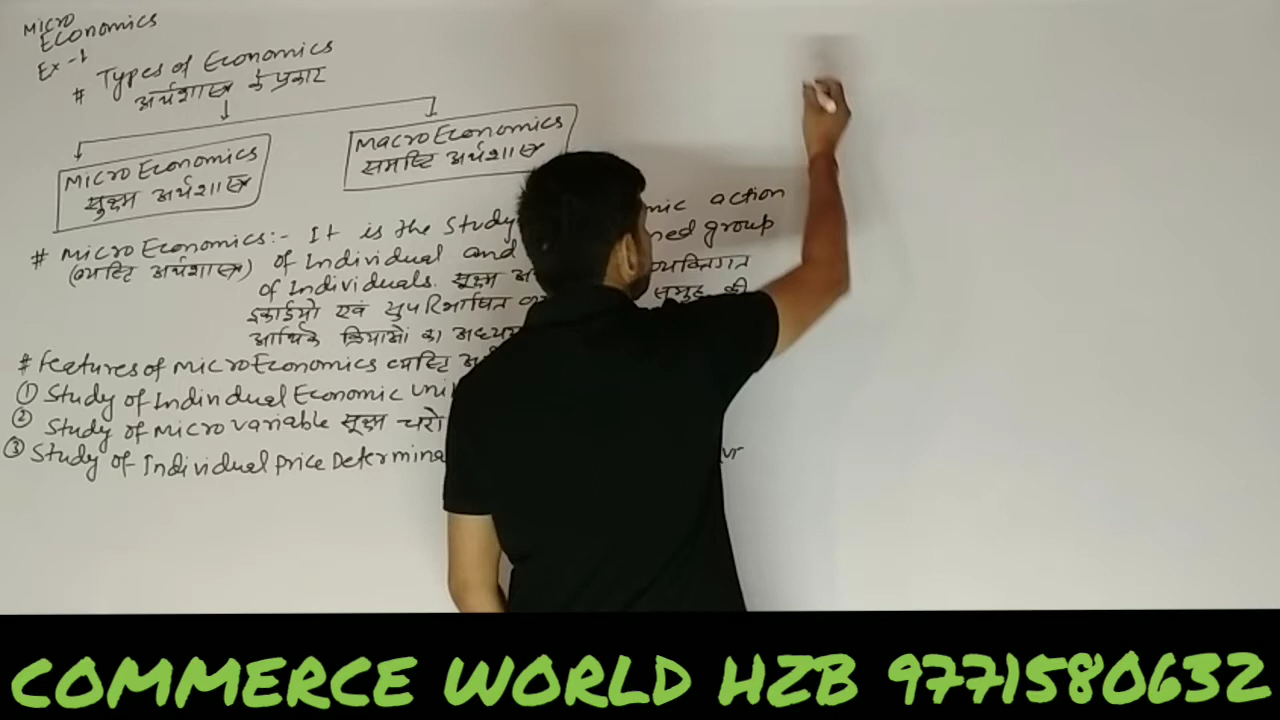 MICRO
ECONOMICS
Ex-1
# Types of Economics
अर्थशास्त्र के प्रकार
MICRO Economics
सुक्ष्म अर्थशास्त्र
Macro Economics
समष्टि अर्थशास्त्र
# Micro Economics:- It is the Study mic action
(व्यष्टि अर्थशास्त्र) of Individual and ned group
of Individuals. सूक्ष्म अ व्यक्तिगत
इकाईयो एवं सुपरिभाषित समुह की
आर्थिक क्रियाओं का अध्यय
# Features of micro Economics व्यष्टि अ
① Study of Individual Economic Uni
② Study of Micro variable सूक्ष्म चरो
③ Study of Individual Price Determina
COMMERCE WORLD HZB 9771580632